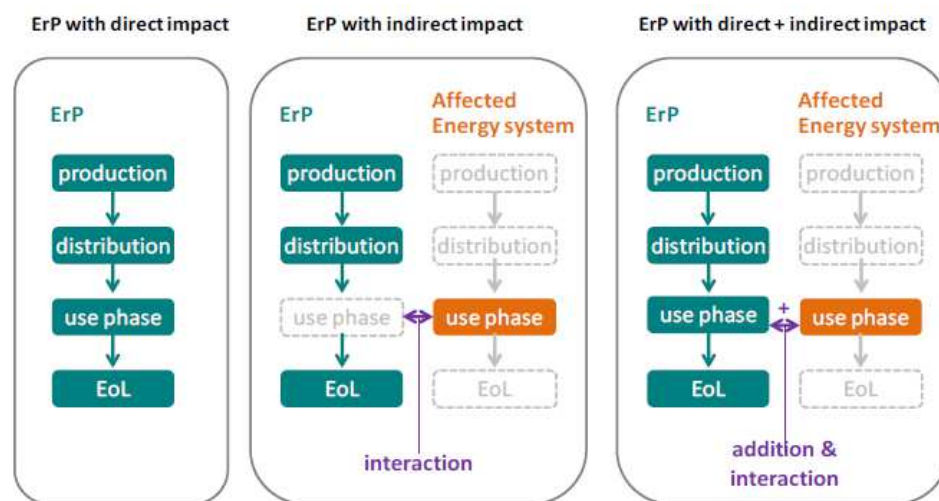 ErP with direct impact
ErP with indirect impact
ErP with direct + indirect impact
ErP
production
distribution
use phase
EoL
ErP
Affected
Energy system
production
production
distribution
distribution
use phase
use phase
EoL
EoL
interaction
ErP
Affected
Energy system
production
production
distribution
distribution
use phase
+
use phase
EoL
EoL
addition &
interaction